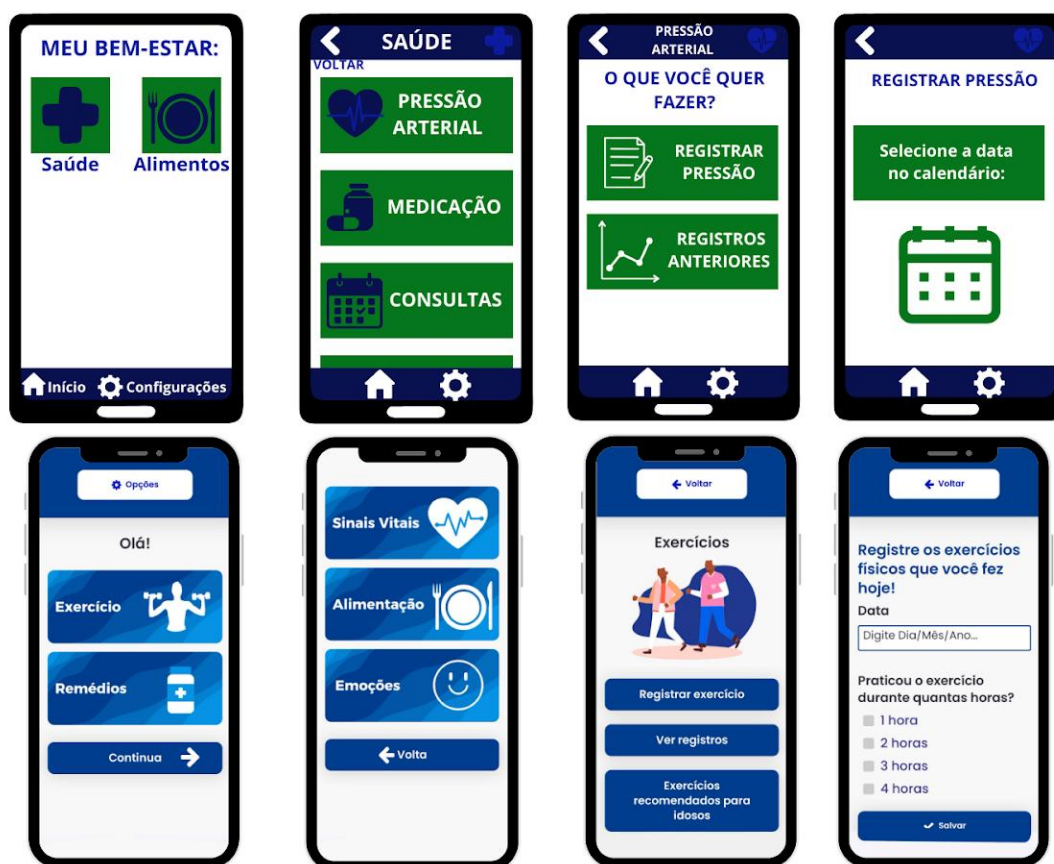 MEU BEM-ESTAR:
Saúde
Alimentos
Início
Configurações
SAÚDE
VOLTAR
PRESSÃO
ARTERIAL
MEDICAÇÃO
CONSULTAS
PRESSÃO
ARTERIAL
O QUE VOCÊ QUER
FAZER?
REGISTRAR
PRESSÃO
REGISTROS
ANTERIORES
REGISTRAR PRESSÃO
Selecione a data
no calendário:
Opções
Olá!
Exercício
Remédios
Continua
Sinais Vitais
Alimentação
Emoções
Volta
Voltar
Exercícios
Registrar exercício
Ver registros
Exercícios
recomendados para
idosos
Voltar
Registre os exercícios
físicos que você fez
hoje!
Data
Digite Dia/Mês/Ano...
Praticou o exercício
durante quantas horas?
1 hora
2 horas
3 horas
4 horas
Salvar